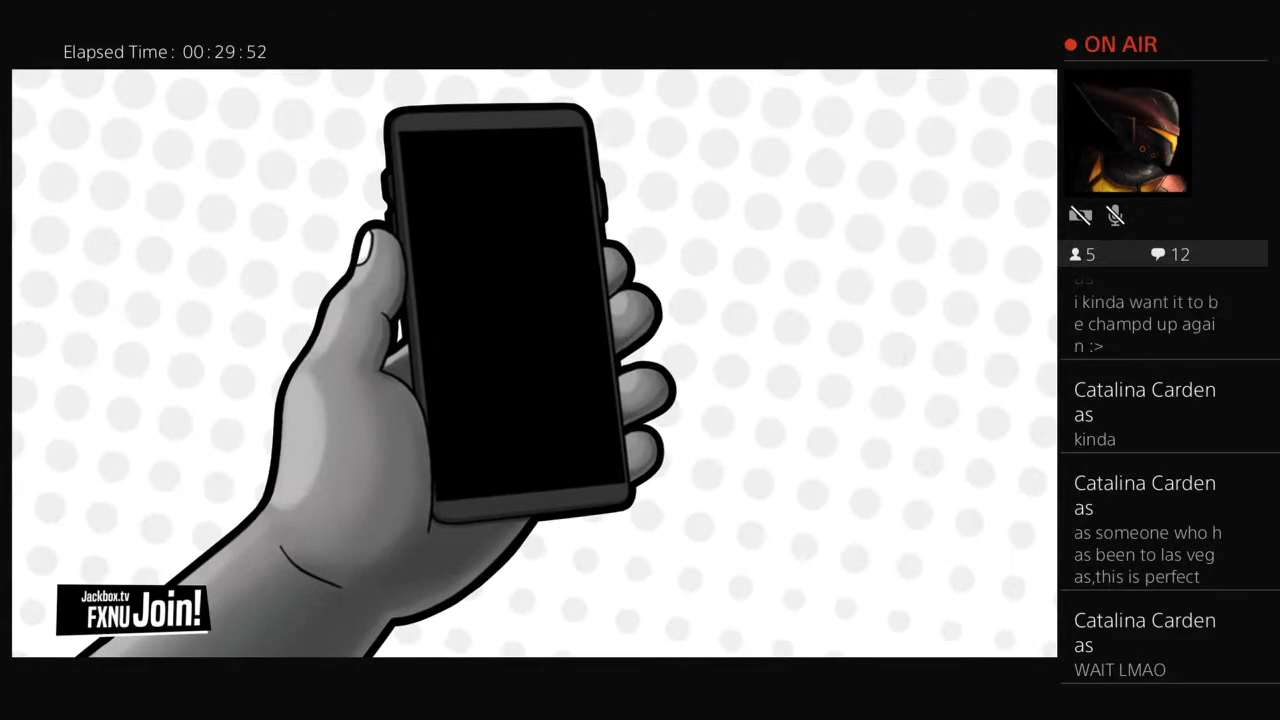 Elapsed Time: 00:29:52
ON AIR
5
12
as
i kinda want it to b
e champd up agai
n :>
Catalina Carden
as
kinda
Catalina Carden
as
as someone who h
as been to las veg
as,this is perfect
Catalina Carden
as
WAIT LMAO
Jackbox.tv
FXNU Join!